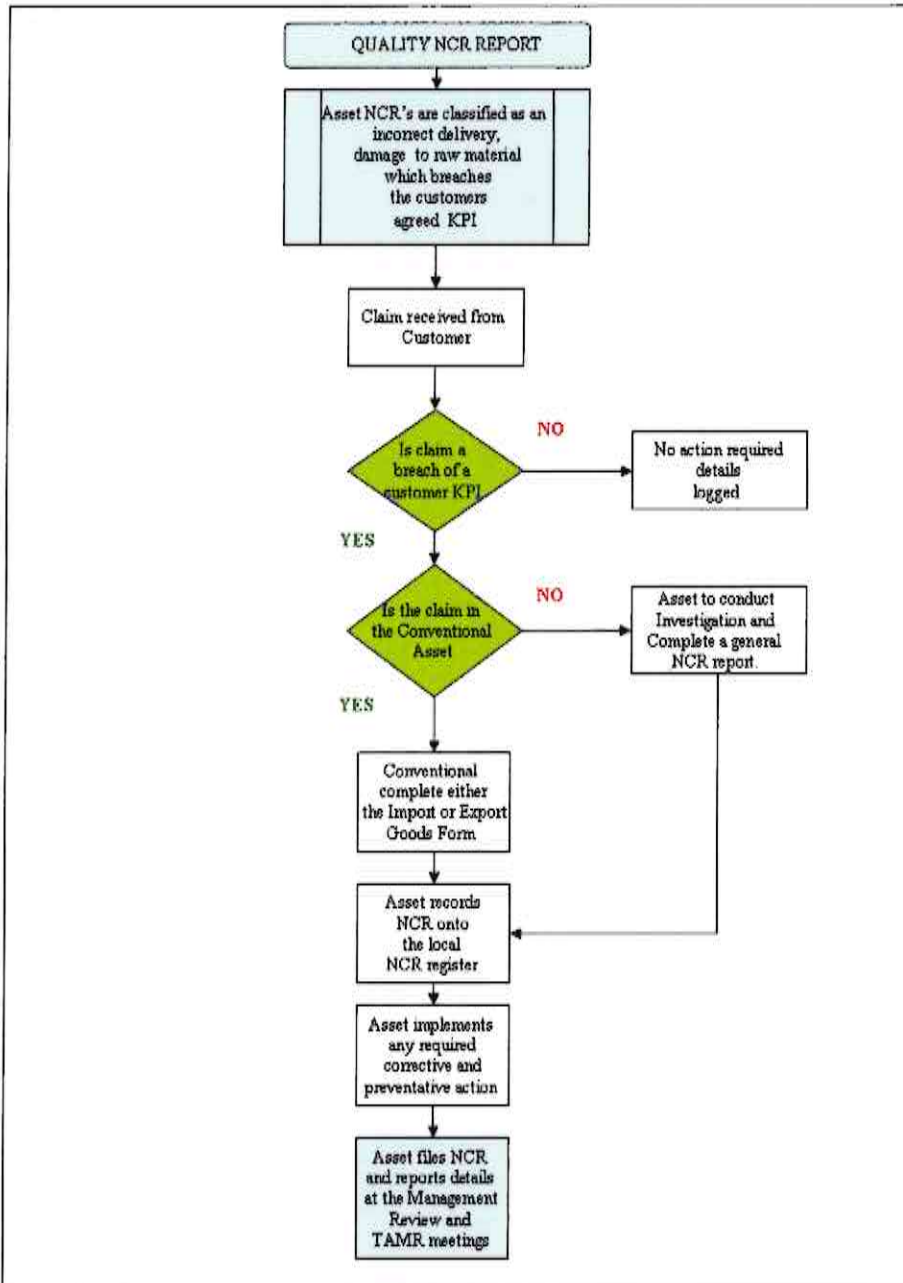 QUALITY NCR REPORT
Asset NCR's are classified as an
incorrect delivery,
damage to raw material
which breaches
the customers
agreed KPI
Claim received from
Customer
Is claim a
breach of a
customer KPI
NO
No action required
details
logged
YES
Is the claim in
the Conventional
Asset
NO
Asset to conduct
Investigation and
Complete a general
NCR report.
YES
Conventional
complete either
the Import or Export
Goods Form
Asset records
NCR onto
the local
NCR register
Asset implements
any required
corrective and
preventative action
Asset files NCR
and reports details
at the Management
Review and
TAMR meetings